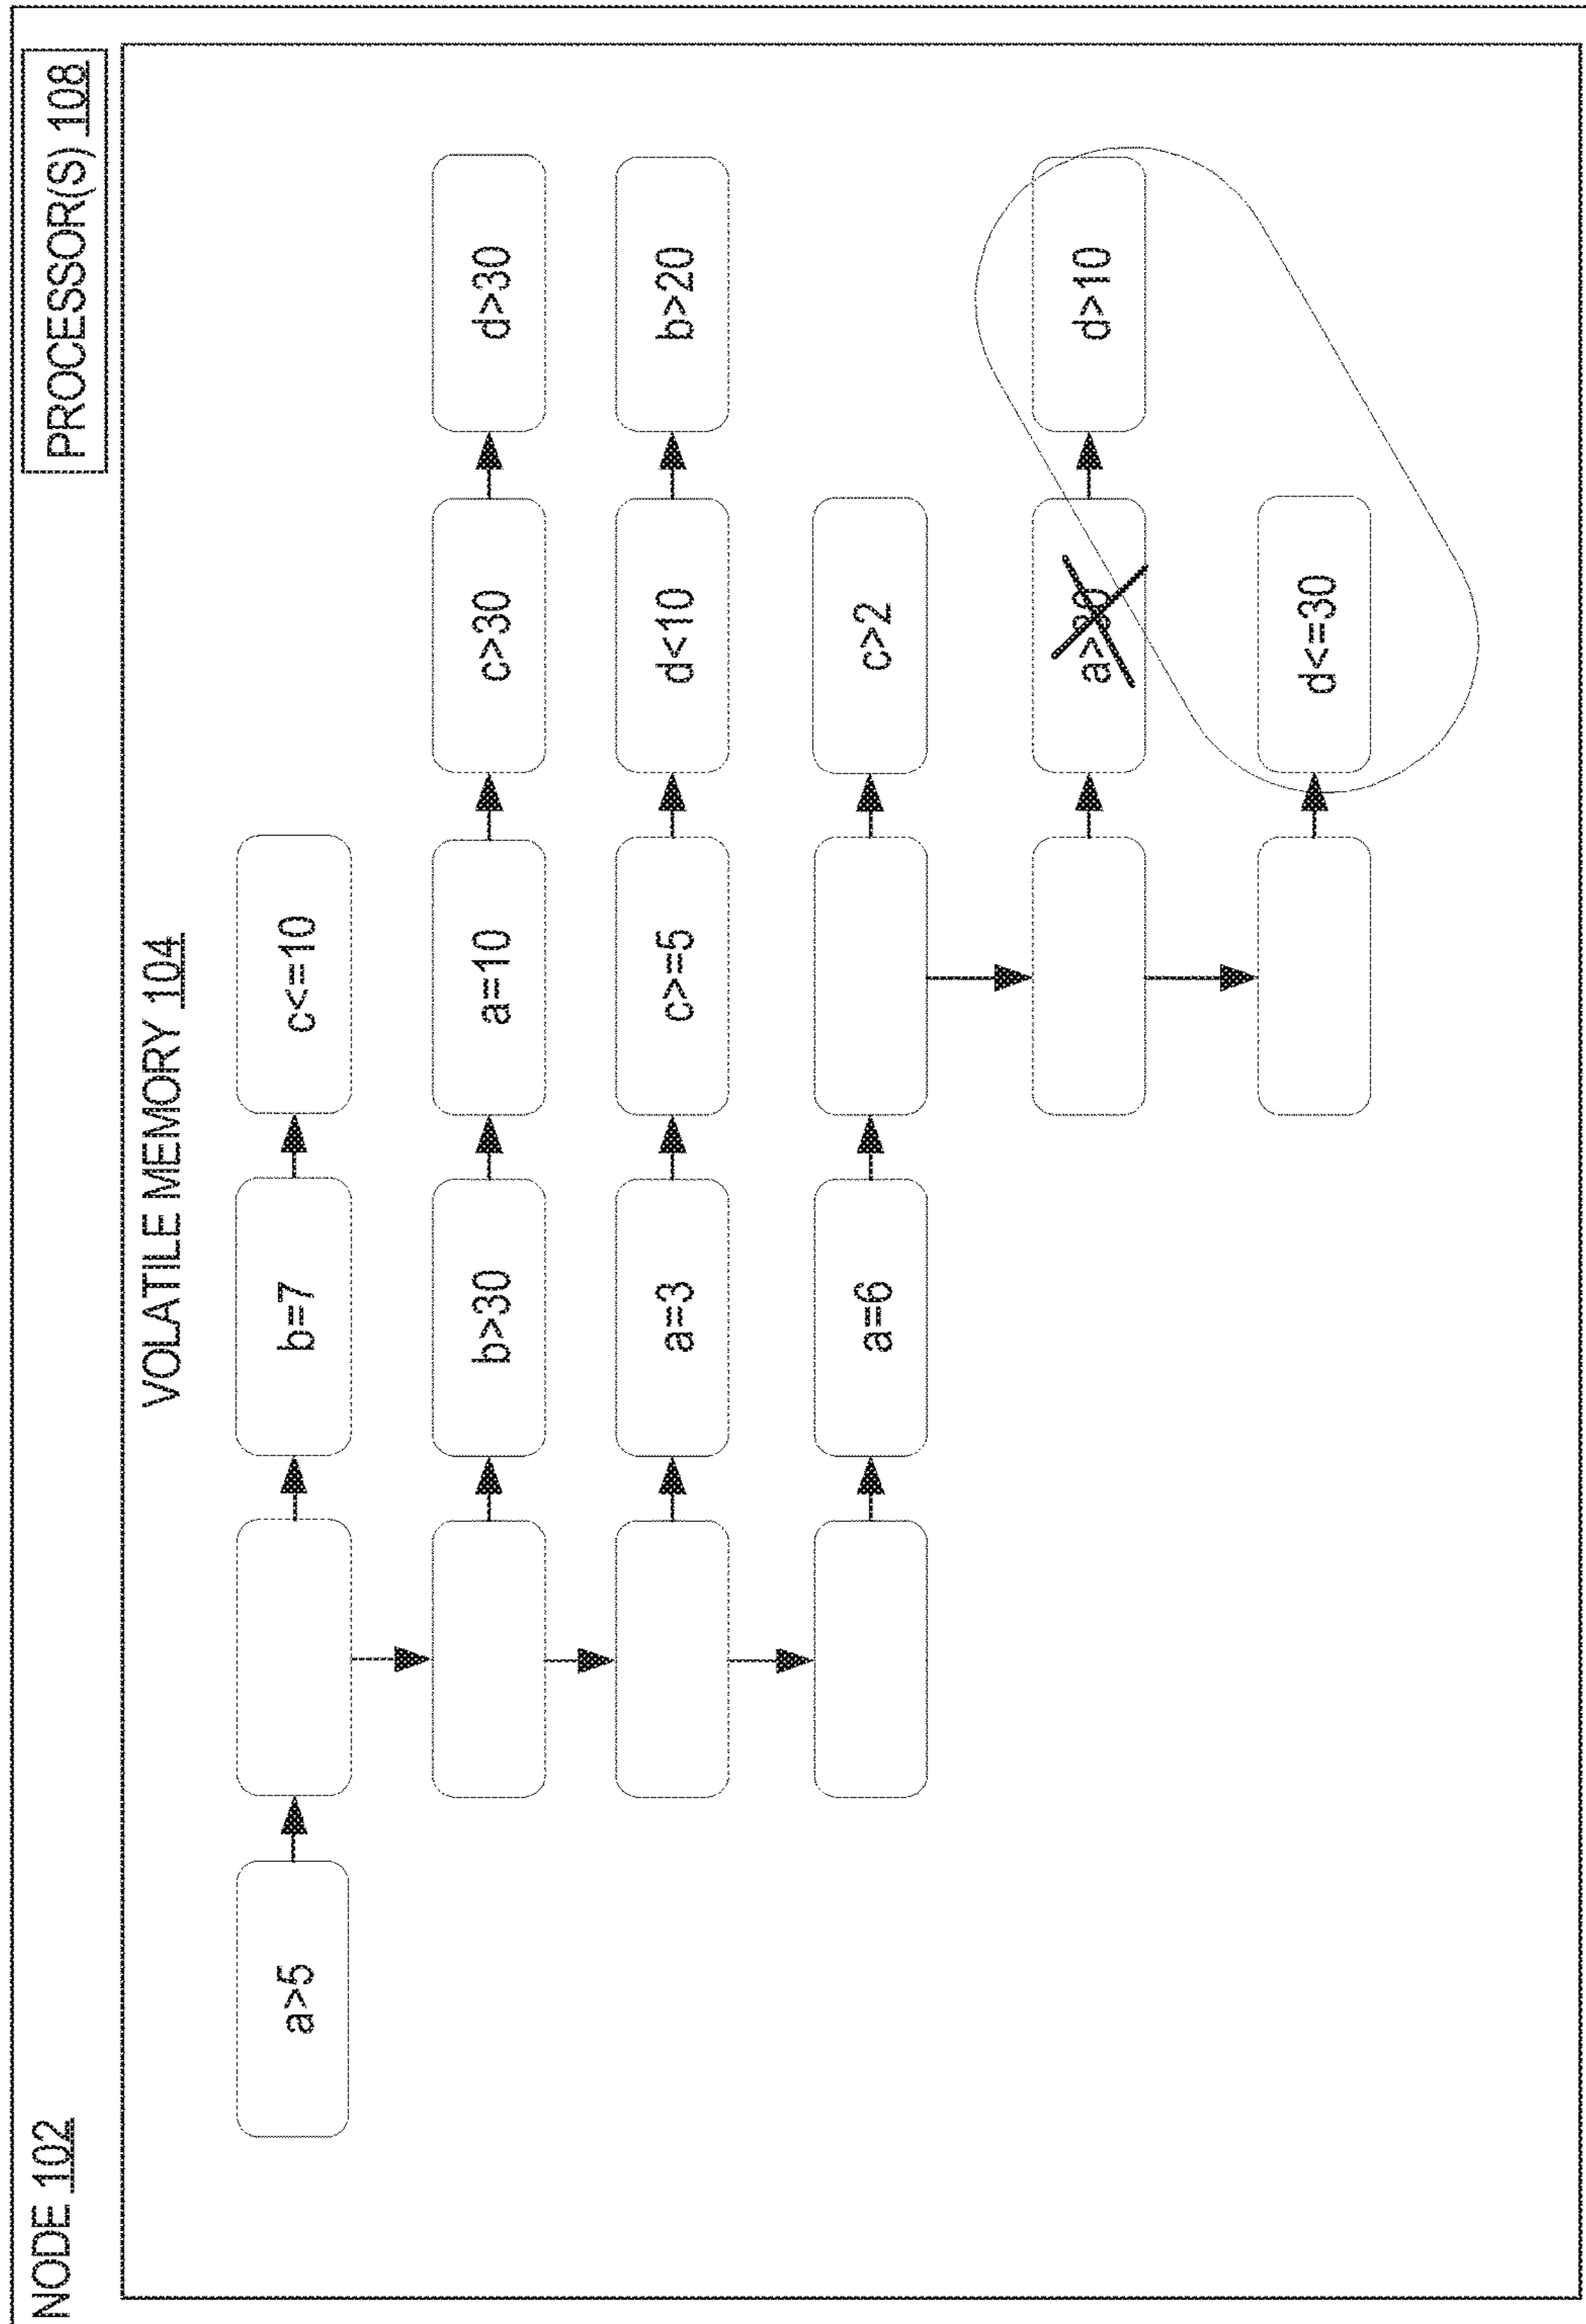 NODE 102
PROCESSOR(S) 108
VOLATILE MEMORY 104
a>5
b=7
c<=10
b>30
a=10
c>30
d>30
a=3
c>=5
d<10
b>20
a=6
c>2
d>10
d<=30